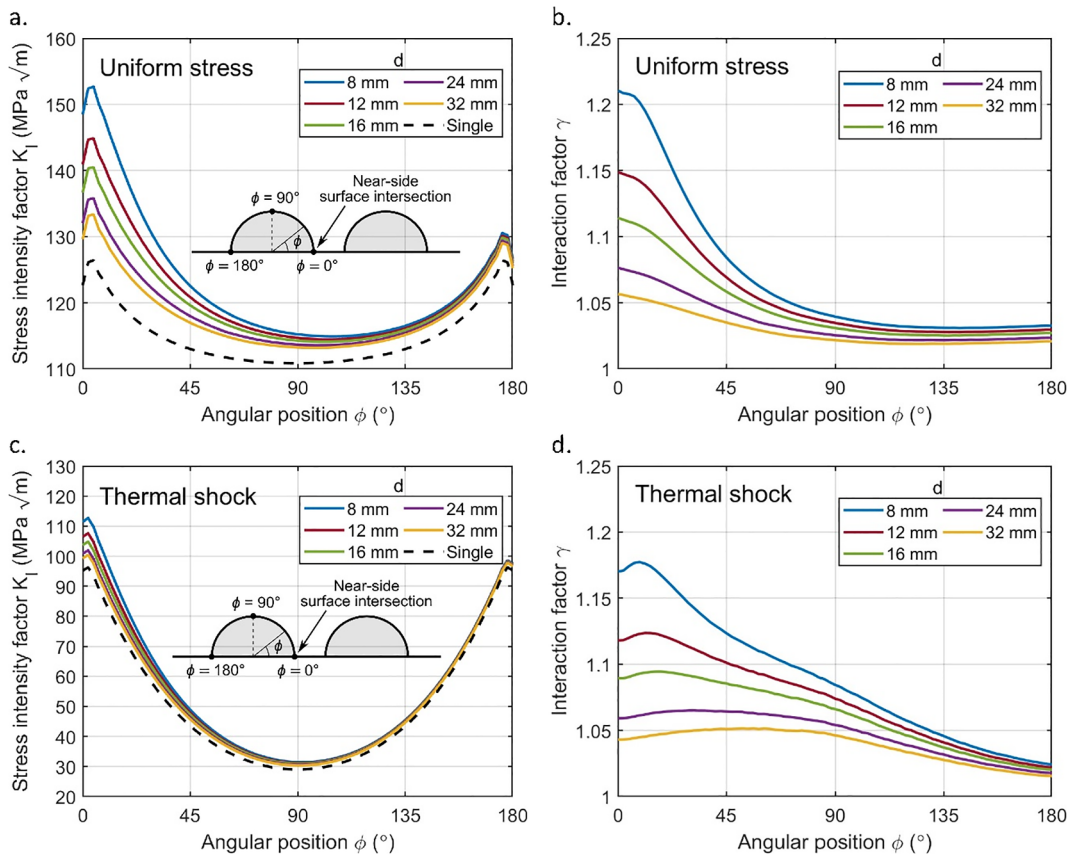 a.
Uniform stress
d
8 mm 24 mm
12 mm 32 mm
16 mm Single
Near-side
surface intersection
ϕ = 90°
ϕ
ϕ = 180° ϕ = 0°
160
150
140
130
120
110
0 45 90 135 180
Stress intensity factor K_I (MPa √m)
Angular position ϕ (°)
b.
Uniform stress
d
8 mm 24 mm
12 mm 32 mm
16 mm
1.25
1.2
1.15
1.1
1.05
1
0 45 90 135 180
Interaction factor γ
Angular position ϕ (°)
c.
Thermal shock
d
8 mm 24 mm
12 mm 32 mm
16 mm Single
Near-side
surface intersection
ϕ = 90°
ϕ
ϕ = 180° ϕ = 0°
130
120
110
100
90
80
70
60
50
40
30
20
0 45 90 135 180
Stress intensity factor K_I (MPa √m)
Angular position ϕ (°)
d.
Thermal shock
d
8 mm 24 mm
12 mm 32 mm
16 mm
1.25
1.2
1.15
1.1
1.05
1
0 45 90 135 180
Interaction factor γ
Angular position ϕ (°)